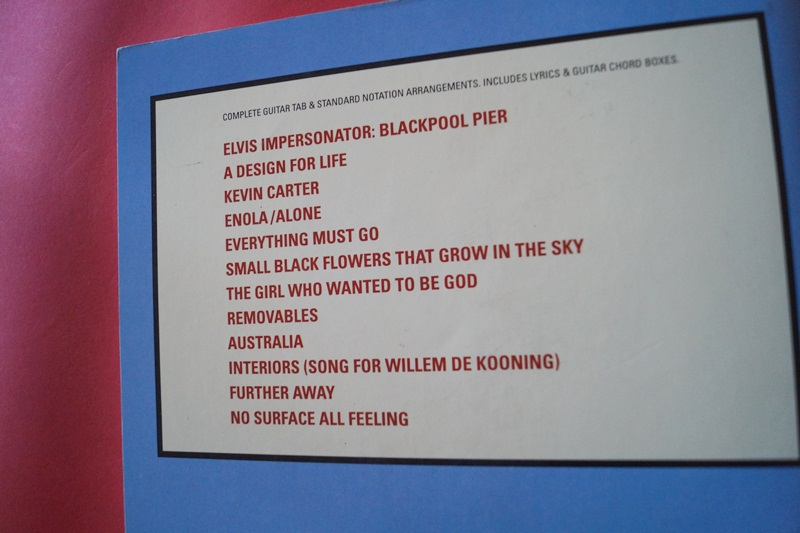 COMPLETE GUITAR TAB & STANDARD NOTATION ARRANGEMENTS. INCLUDES LYRICS & GUITAR CHORD BOXES.
ELVIS IMPERSONATOR: BLACKPOOL PIER
A DESIGN FOR LIFE
KEVIN CARTER
ENOLA/ALONE
EVERYTHING MUST GO
SMALL BLACK FLOWERS THAT GROW IN THE SKY
THE GIRL WHO WANTED TO BE GOD
REMOVABLES
AUSTRALIA
INTERIORS (SONG FOR WILLEM DE KOONING)
FURTHER AWAY
NO SURFACE ALL FEELING